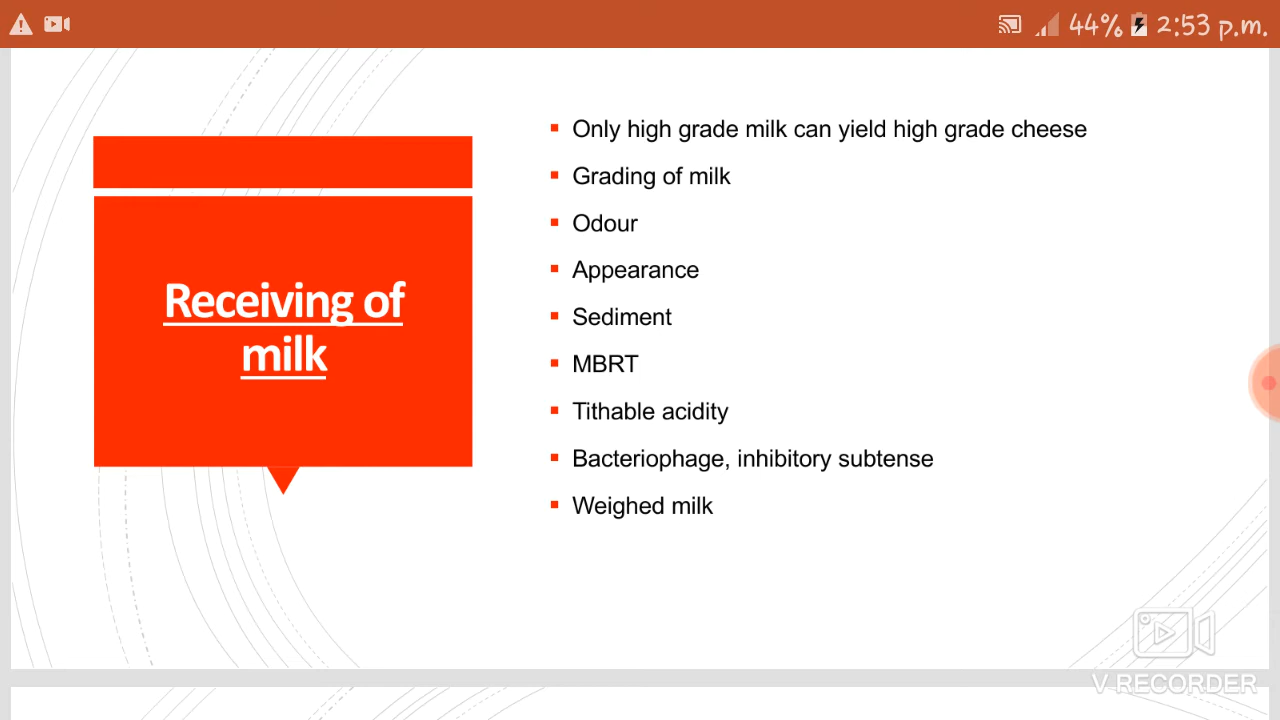 44% 2:53 p.m.
Receiving of
milk
Only high grade milk can yield high grade cheese
Grading of milk
Odour
Appearance
Sediment
MBRT
Tithable acidity
Bacteriophage, inhibitory subtense
Weighed milk
V RECORDER